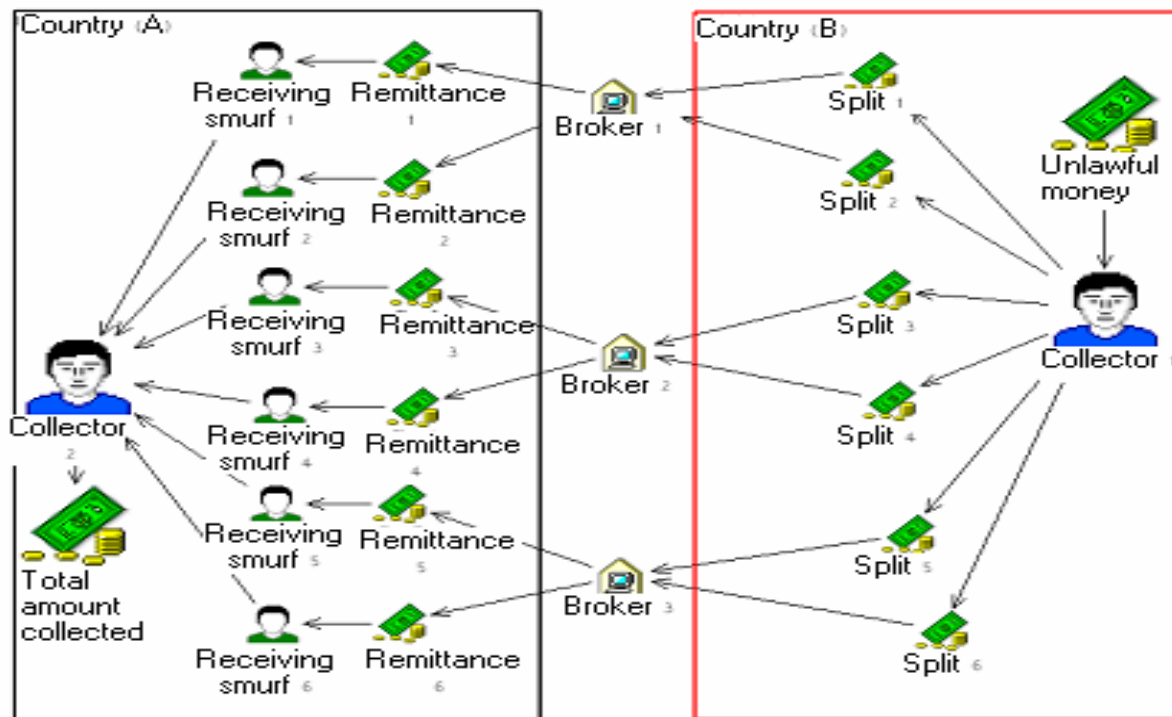 Country (A)
Receiving
smurf 1
Remittance
1
Receiving
smurf 2
Remittance
2
Receiving
smurf 3
Remittance
3
Receiving
smurf 4
Remittance
4
Receiving
smurf 5
Remittance
5
Receiving
smurf 6
Remittance
6
Collector
2
Total
amount
collected
Broker 1
Broker 2
Broker 3
Country (B)
Split 1
Split 2
Split 3
Split 4
Split 5
Split 6
Unlawful
money
Collector